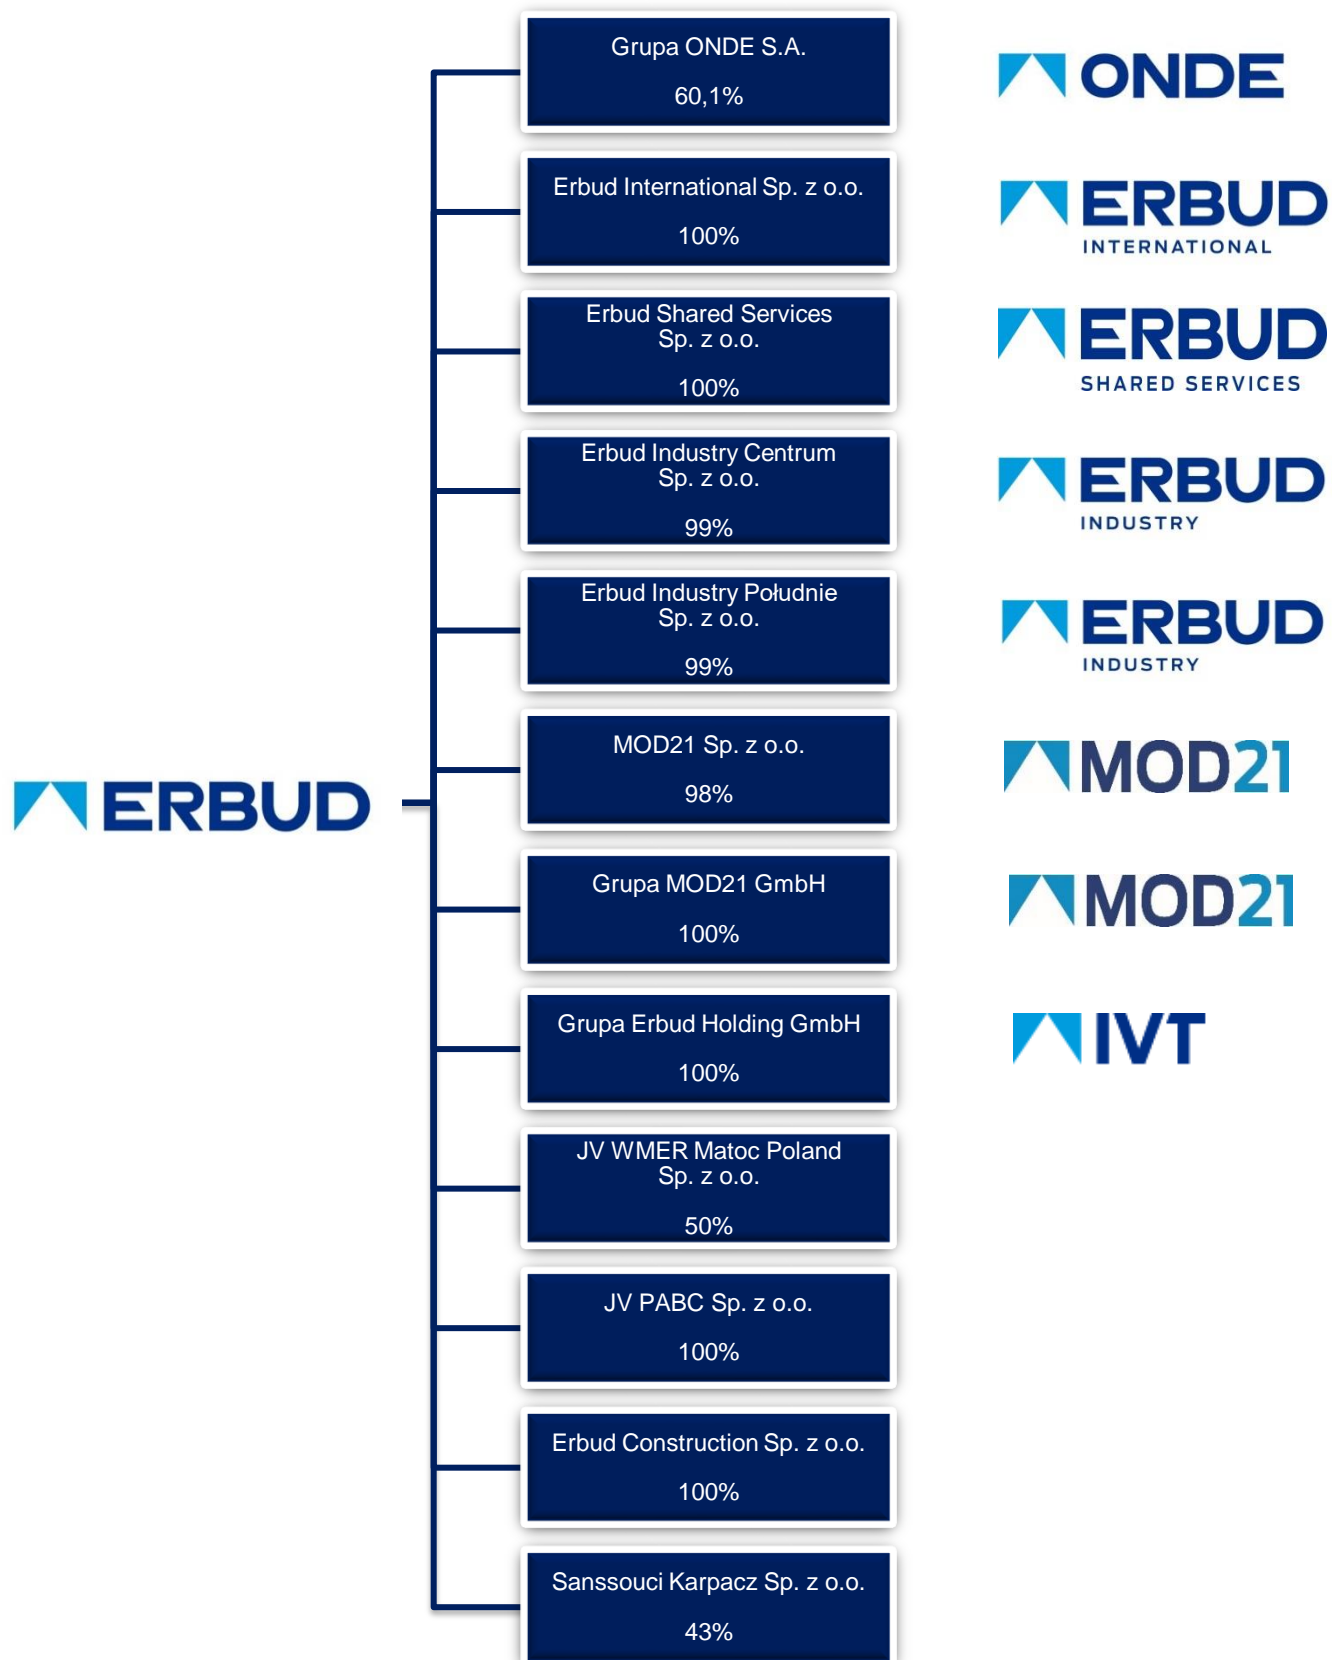 Grupa ONDE S.A.
60,1%
ONDE
Erbud International Sp. z o.o.
100%
ERBUD
INTERNATIONAL
Erbud Shared Services
Sp. z o.o.
100%
ERBUD
SHARED SERVICES
Erbud Industry Centrum
Sp. z o.o.
99%
ERBUD
INDUSTRY
Erbud Industry Południe
Sp. z o.o.
99%
ERBUD
INDUSTRY
MOD21 Sp. z o.o.
98%
MOD21
ERBUD
Grupa MOD21 GmbH
100%
MOD21
Grupa Erbud Holding GmbH
100%
IVT
JV WMER Matoc Poland
Sp. z o.o.
50%
JV PABC Sp. z o.o.
100%
Erbud Construction Sp. z o.o.
100%
Sanssouci Karpacz Sp. z o.o.
43%